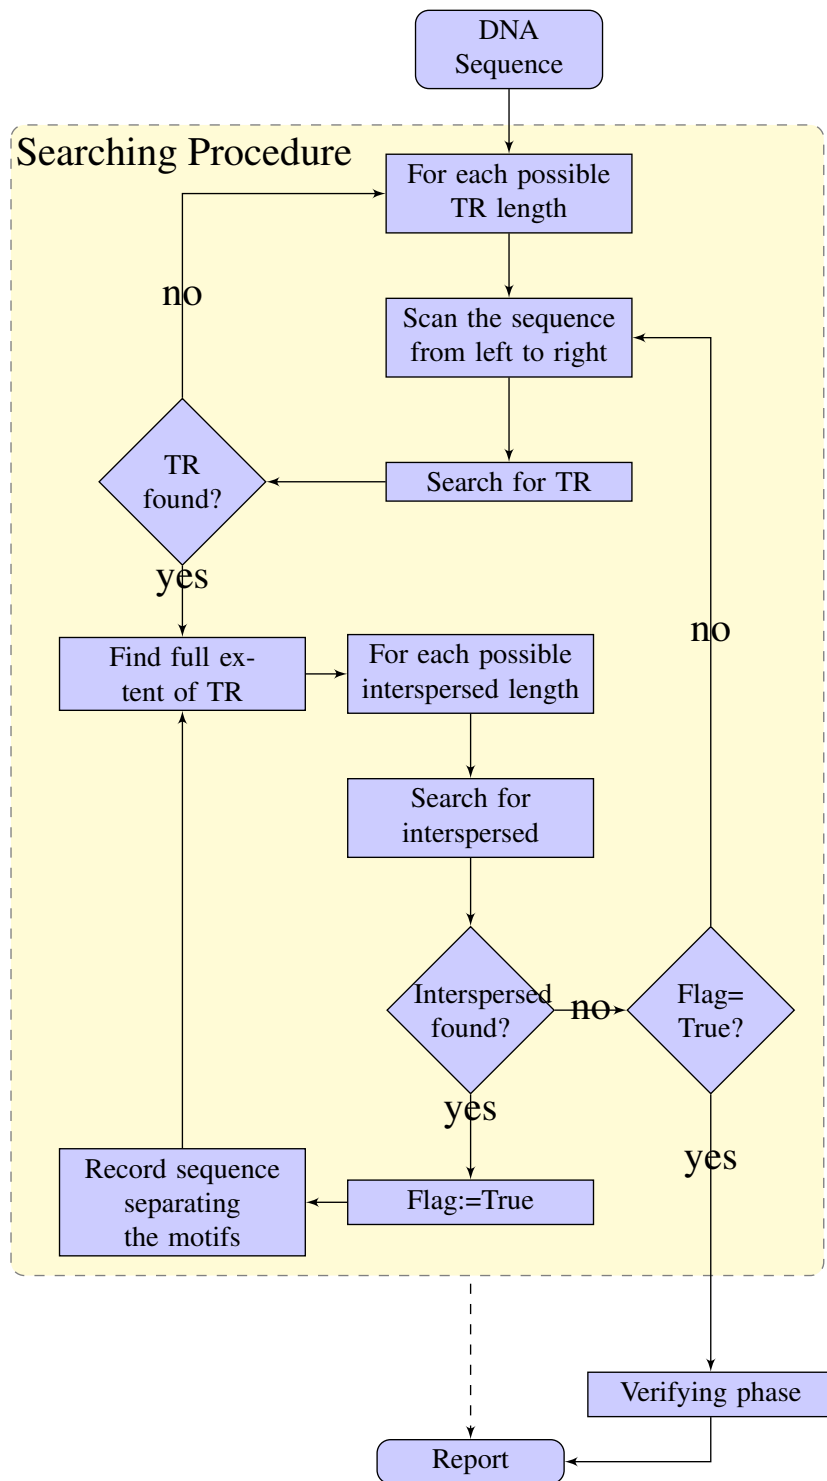 DNA
Sequence
Searching Procedure
For each possible
TR length
no
Scan the sequence
from left to right
TR
found?
Search for TR
yes
no
Find full ex-
tent of TR
For each possible
interspersed length
Search for
interspersed
Interspersed
found?
no
Flag=
True?
yes
yes
Record sequence
separating
the motifs
Flag:=True
Verifying phase
Report